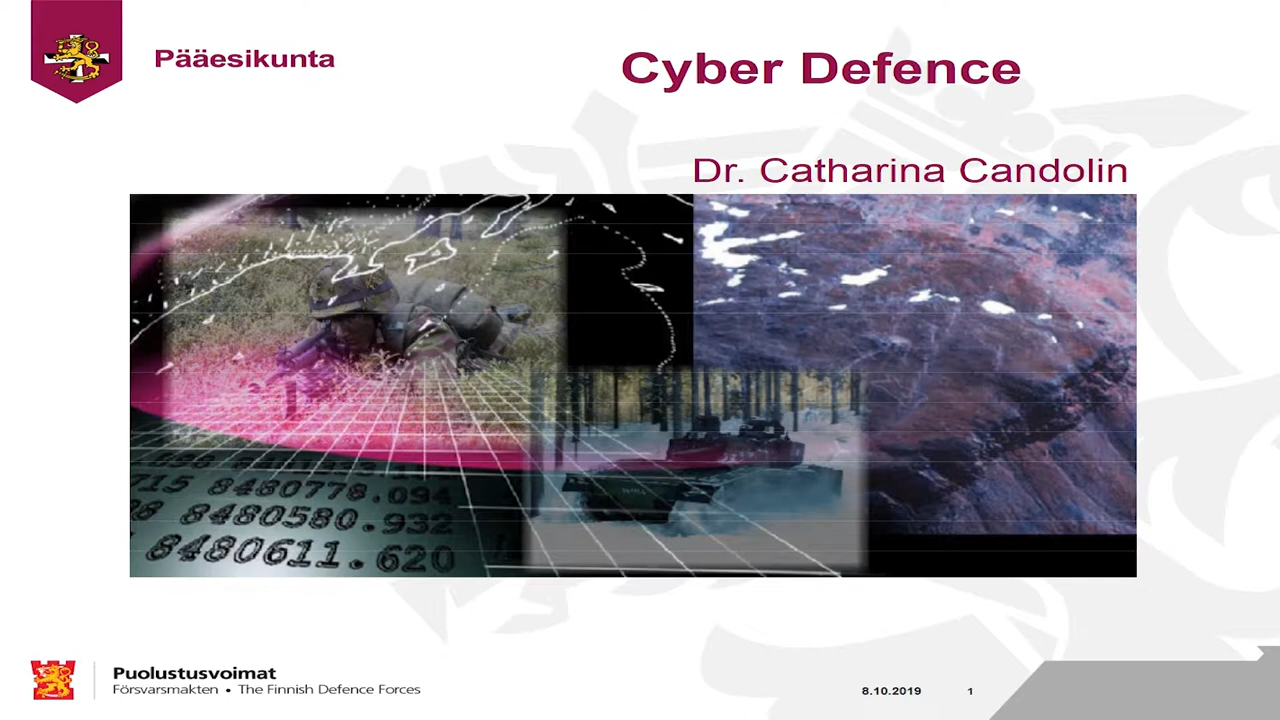 Pääesikunta
Cyber Defence
Dr. Catharina Candolin
715 8480778.094
8480580.932
8480611.620
Puolustusvoimat
Försvarsmakten • The Finnish Defence Forces
8.10.2019 1